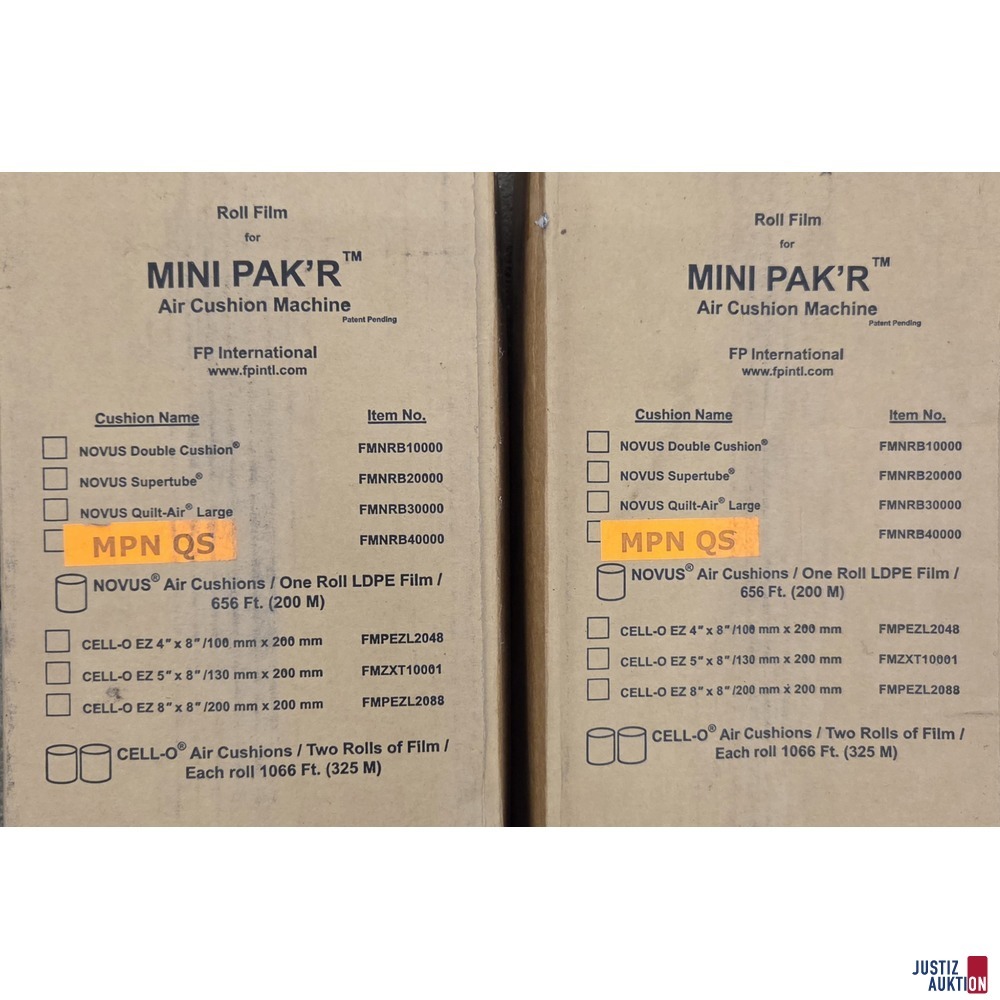 Roll Film
for
MINI PAK'R™
Air Cushion Machine
Patent Pending
FP International
www.fpintl.com
Cushion Name Item No.
NOVUS Double Cushion® FMNRB10000
NOVUS Supertube® FMNRB20000
NOVUS Quilt-Air® Large FMNRB30000
MPN QS FMNRB40000
NOVUS® Air Cushions / One Roll LDPE Film /
656 Ft. (200 M)
CELL-O EZ 4" x 8" /100 mm x 200 mm FMPEZL2048
CELL-O EZ 5" x 8" /130 mm x 200 mm FMZXT10001
CELL-O EZ 8" x 8" /200 mm x 200 mm FMPEZL2088
CELL-O® Air Cushions / Two Rolls of Film /
Each roll 1066 Ft. (325 M)
Roll Film
for
MINI PAK'R™
Air Cushion Machine
Patent Pending
FP International
www.fpintl.com
Cushion Name Item No.
NOVUS Double Cushion® FMNRB10000
NOVUS Supertube® FMNRB20000
NOVUS Quilt-Air® Large FMNRB30000
MPN QS FMNRB40000
NOVUS® Air Cushions / One Roll LDPE Film /
656 Ft. (200 M)
CELL-O EZ 4" x 8" /100 mm x 200 mm FMPEZL2048
CELL-O EZ 5" x 8" /130 mm x 200 mm FMZXT10001
CELL-O EZ 8" x 8" /200 mm x 200 mm FMPEZL2088
CELL-O® Air Cushions / Two Rolls of Film /
Each roll 1066 Ft. (325 M)
JUSTIZ
AUKTION